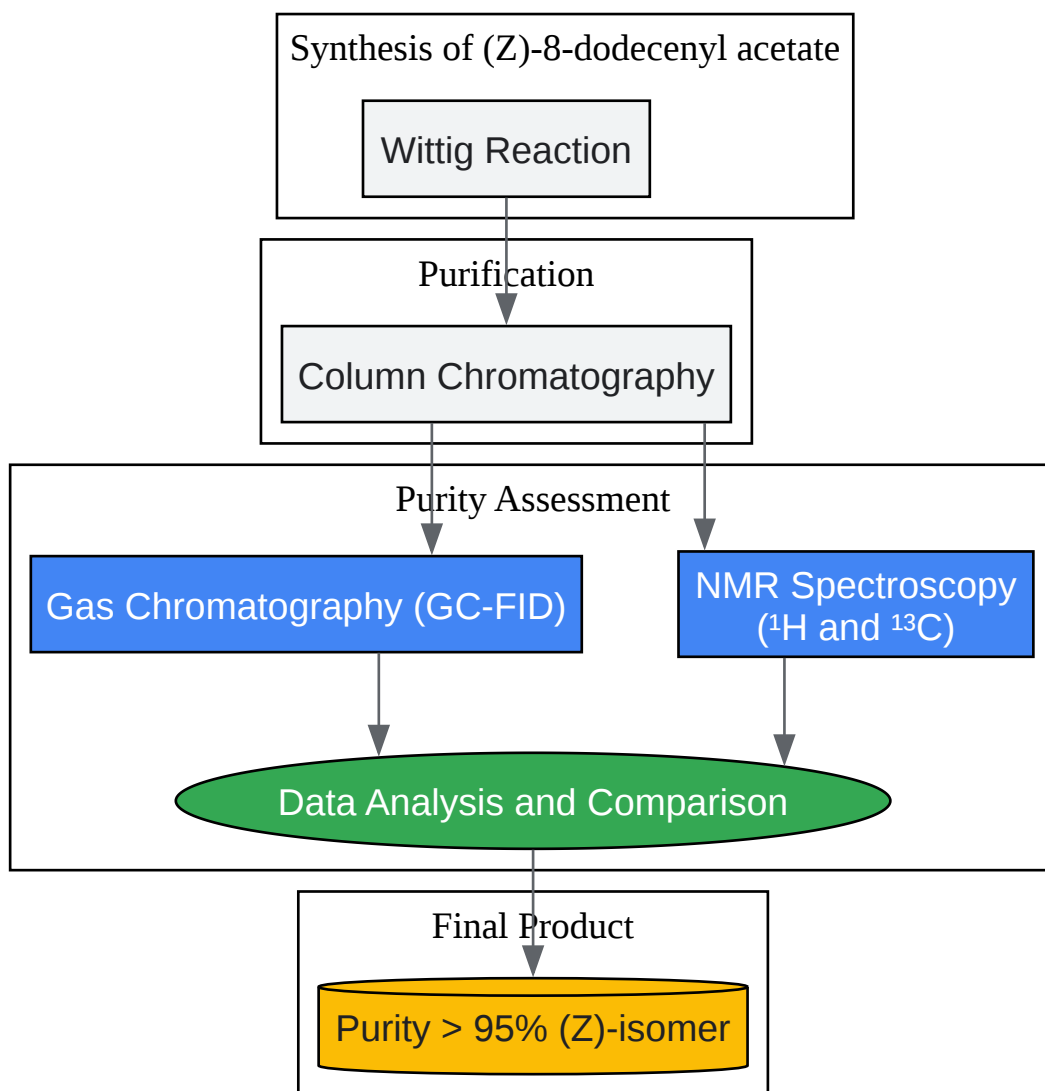 Synthesis of (Z)-8-dodecenyl acetate
Wittig Reaction
Purification
Column Chromatography
Purity Assessment
Gas Chromatography (GC-FID)
NMR Spectroscopy
(¹H and ¹³C)
Data Analysis and Comparison
Final Product
Purity > 95% (Z)-isomer